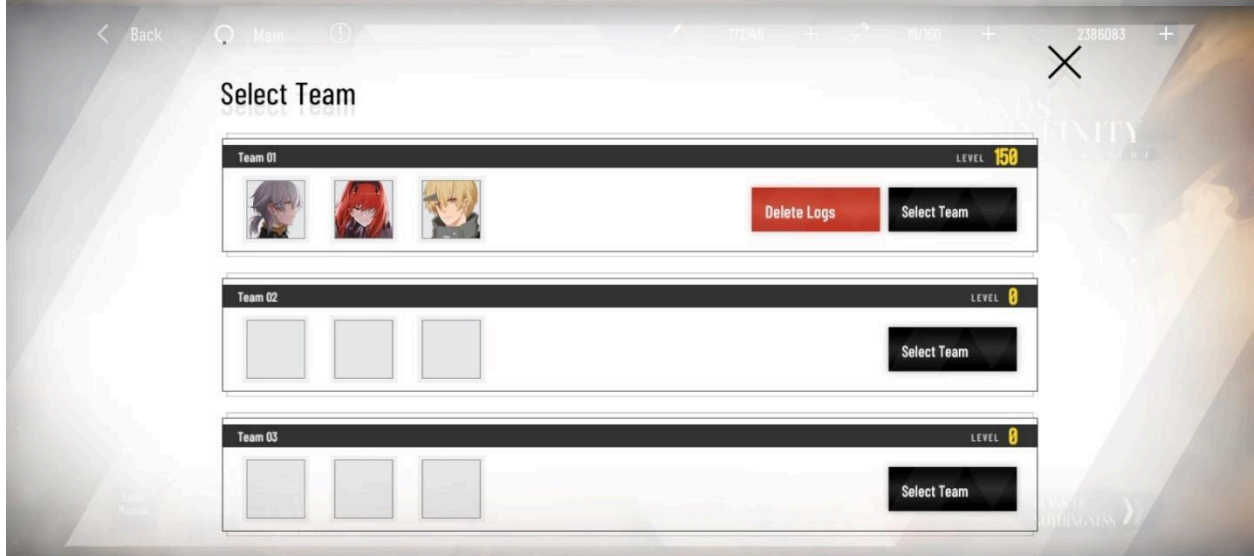 Back
Main
172148
19/160
2386083
Select Team
Team 01
LEVEL 150
Delete Logs
Select Team
Team 02
LEVEL 0
Select Team
Team 03
LEVEL 0
Select Team